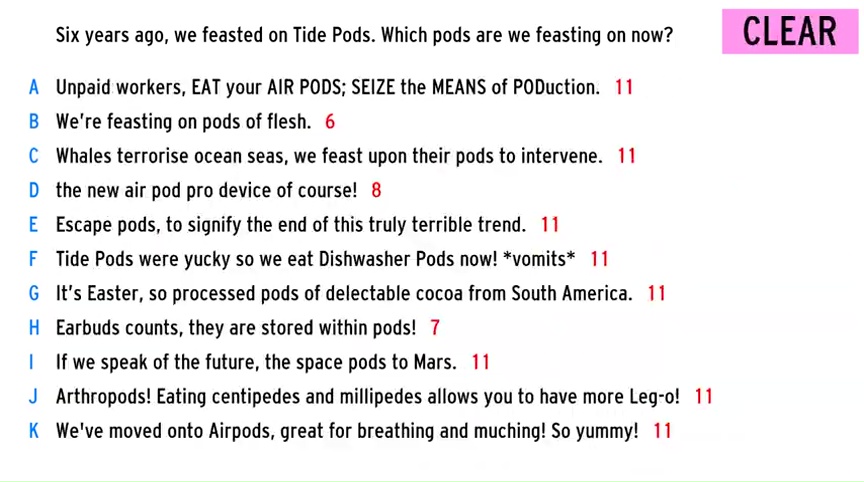 Six years ago, we feasted on Tide Pods. Which pods are we feasting on now?
CLEAR
A Unpaid workers, EAT your AIR PODS; SEIZE the MEANS of PODuction. 11
B We're feasting on pods of flesh. 6
C Whales terrorise ocean seas, we feast upon their pods to intervene. 11
D the new air pod pro device of course! 8
E Escape pods, to signify the end of this truly terrible trend. 11
F Tide Pods were yucky so we eat Dishwasher Pods now! *vomits* 11
G It's Easter, so processed pods of delectable cocoa from South America. 11
H Earbuds counts, they are stored within pods! 7
I If we speak of the future, the space pods to Mars. 11
J Arthropods! Eating centipedes and millipedes allows you to have more Leg-o! 11
K We've moved onto Airpods, great for breathing and muching! So yummy! 11